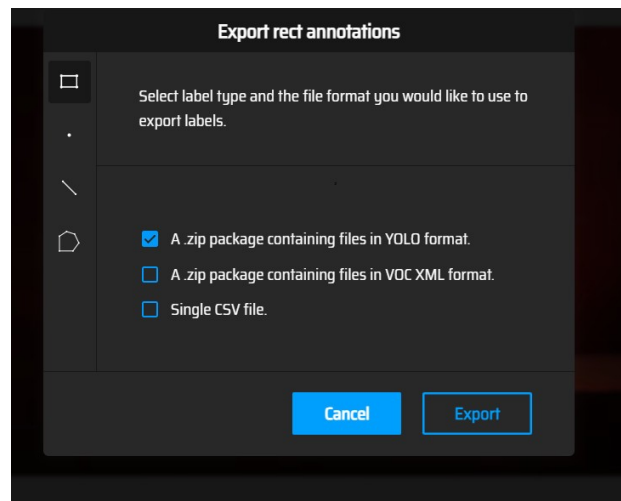 Export rect annotations
Select label type and the file format you would like to use to
export labels.
A .zip package containing files in YOLO format.
A .zip package containing files in VOC XML format.
Single CSV file.
Cancel
Export